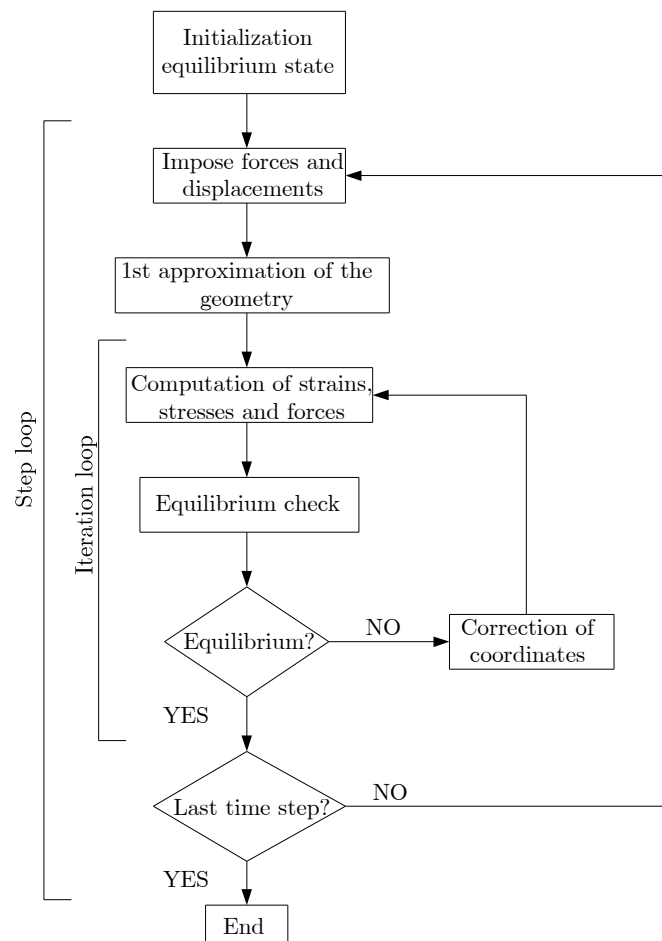 Initialization
equilibrium state
Impose forces and
displacements
1st approximation of the
geometry
Computation of strains,
stresses and forces
Equilibrium check
Equilibrium?
NO
Correction of
coordinates
YES
Last time step?
NO
YES
End
Step loop
Iteration loop